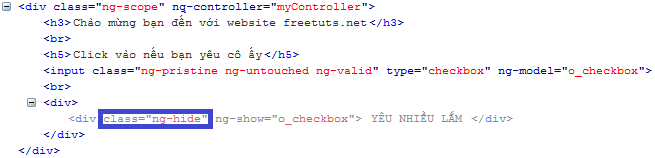 <div class="ng-scope" ng-controller="myController">
<h3>Chào mừng bạn đến với website freetuts.net</h3>
<br>
<h5>Click vào nếu bạn yêu cô ấy</h5>
<input class="ng-pristine ng-untouched ng-valid" type="checkbox" ng-model="o_checkbox">
<br>
<div>
<div class="ng-hide" ng-show="o_checkbox"> YÊU NHIỀU LẮM </div>
</div>
</div>